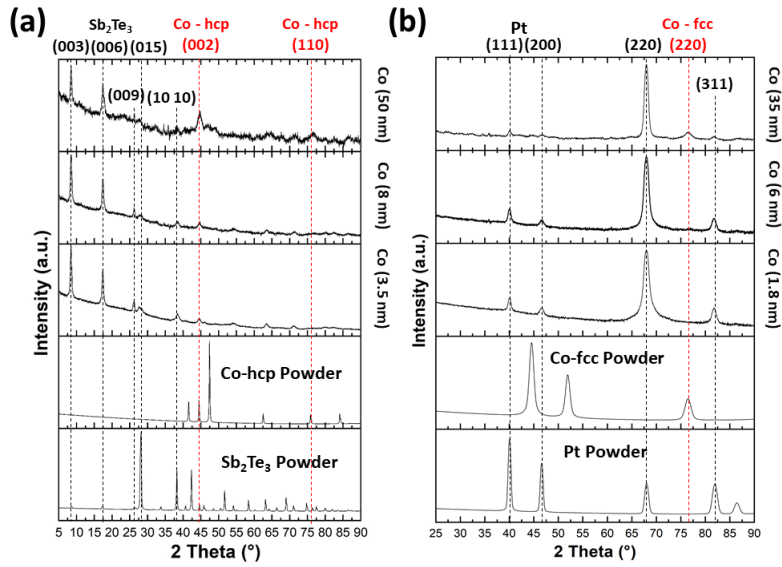 (a)
Sb₂Te₃
Co - hcp
Co - hcp
(003)
(006)
(015)
(002)
(110)
(009)
(10 10)
Co (50 nm)
Co (8 nm)
Co (3.5 nm)
Co-hcp Powder
Sb₂Te₃ Powder
Intensity (a.u.)
5 10 15 20 25 30 35 40 45 50 55 60 65 70 75 80 85 90
2 Theta (°)
(b)
Pt
Co - fcc
(111)
(200)
(220)
(220)
(311)
Co (35 nm)
Co (6 nm)
Co (1.8 nm)
Co-fcc Powder
Pt Powder
Intensity (a.u.)
25 30 35 40 45 50 55 60 65 70 75 80 85 90
2 Theta (°)